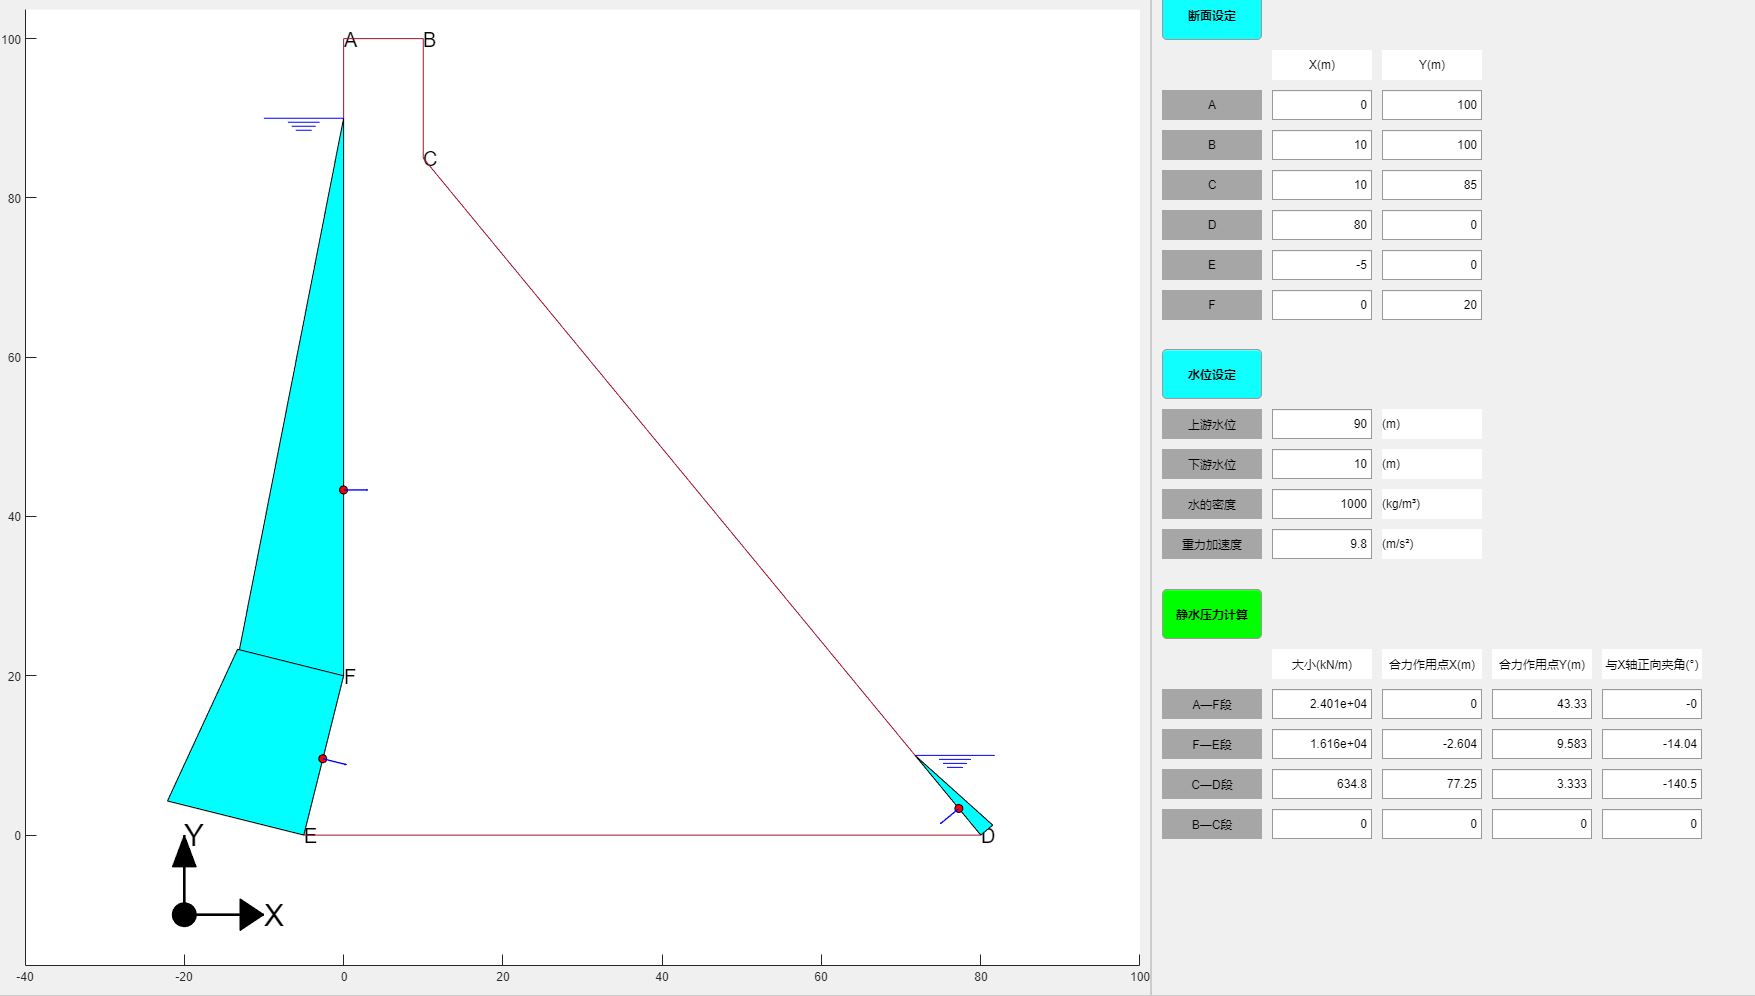 100
80
60
40
20
0
-40
-20
0
20
40
60
80
100
A
B
C
F
E
D
Y
X
断面设定
X(m) Y(m)
A 0 100
B 10 100
C 10 85
D 80 0
E -5 0
F 0 20
水位设定
上游水位 90 (m)
下游水位 10 (m)
水的密度 1000 (kg/m³)
重力加速度 9.8 (m/s²)
静水压力计算
大小(kN/m) 合力作用点X(m) 合力作用点Y(m) 与X轴正向夹角(°)
A—F段 2.401e+04 0 43.33 -0
F—E段 1.616e+04 -2.604 9.583 -14.04
C—D段 634.8 77.25 3.333 -140.5
B—C段 0 0 0 0